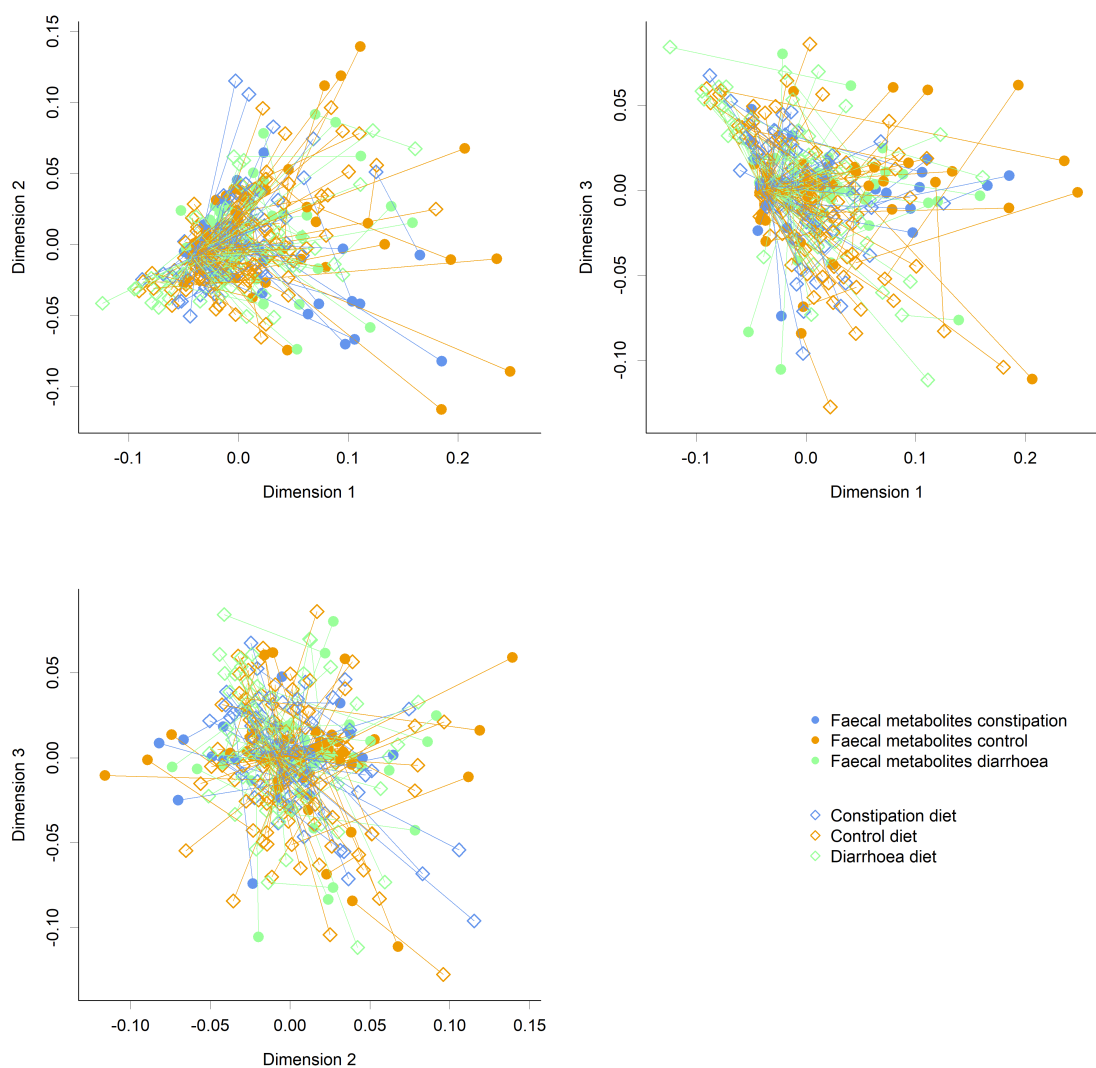 0.15
0.10
0.05
0.00
-0.05
-0.10
Dimension 2
-0.1
0.0
0.1
0.2
Dimension 1
0.05
0.00
-0.05
-0.10
Dimension 3
-0.1
0.0
0.1
0.2
Dimension 1
0.05
0.00
-0.05
-0.10
Dimension 3
-0.10
-0.05
0.00
0.05
0.10
0.15
Dimension 2
Faecal metabolites constipation
Faecal metabolites control
Faecal metabolites diarrhoea
Constipation diet
Control diet
Diarrhoea diet